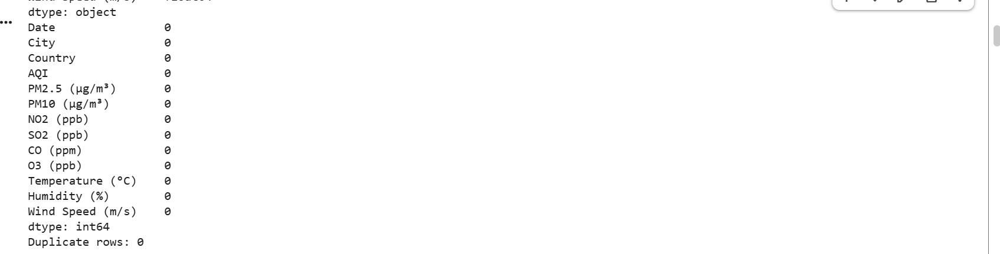 dtype: object
Date 0
City 0
Country 0
AQI 0
PM2.5 (µg/m³) 0
PM10 (µg/m³) 0
NO2 (ppb) 0
SO2 (ppb) 0
CO (ppm) 0
O3 (ppb) 0
Temperature (°C) 0
Humidity (%) 0
Wind Speed (m/s) 0
dtype: int64
Duplicate rows: 0